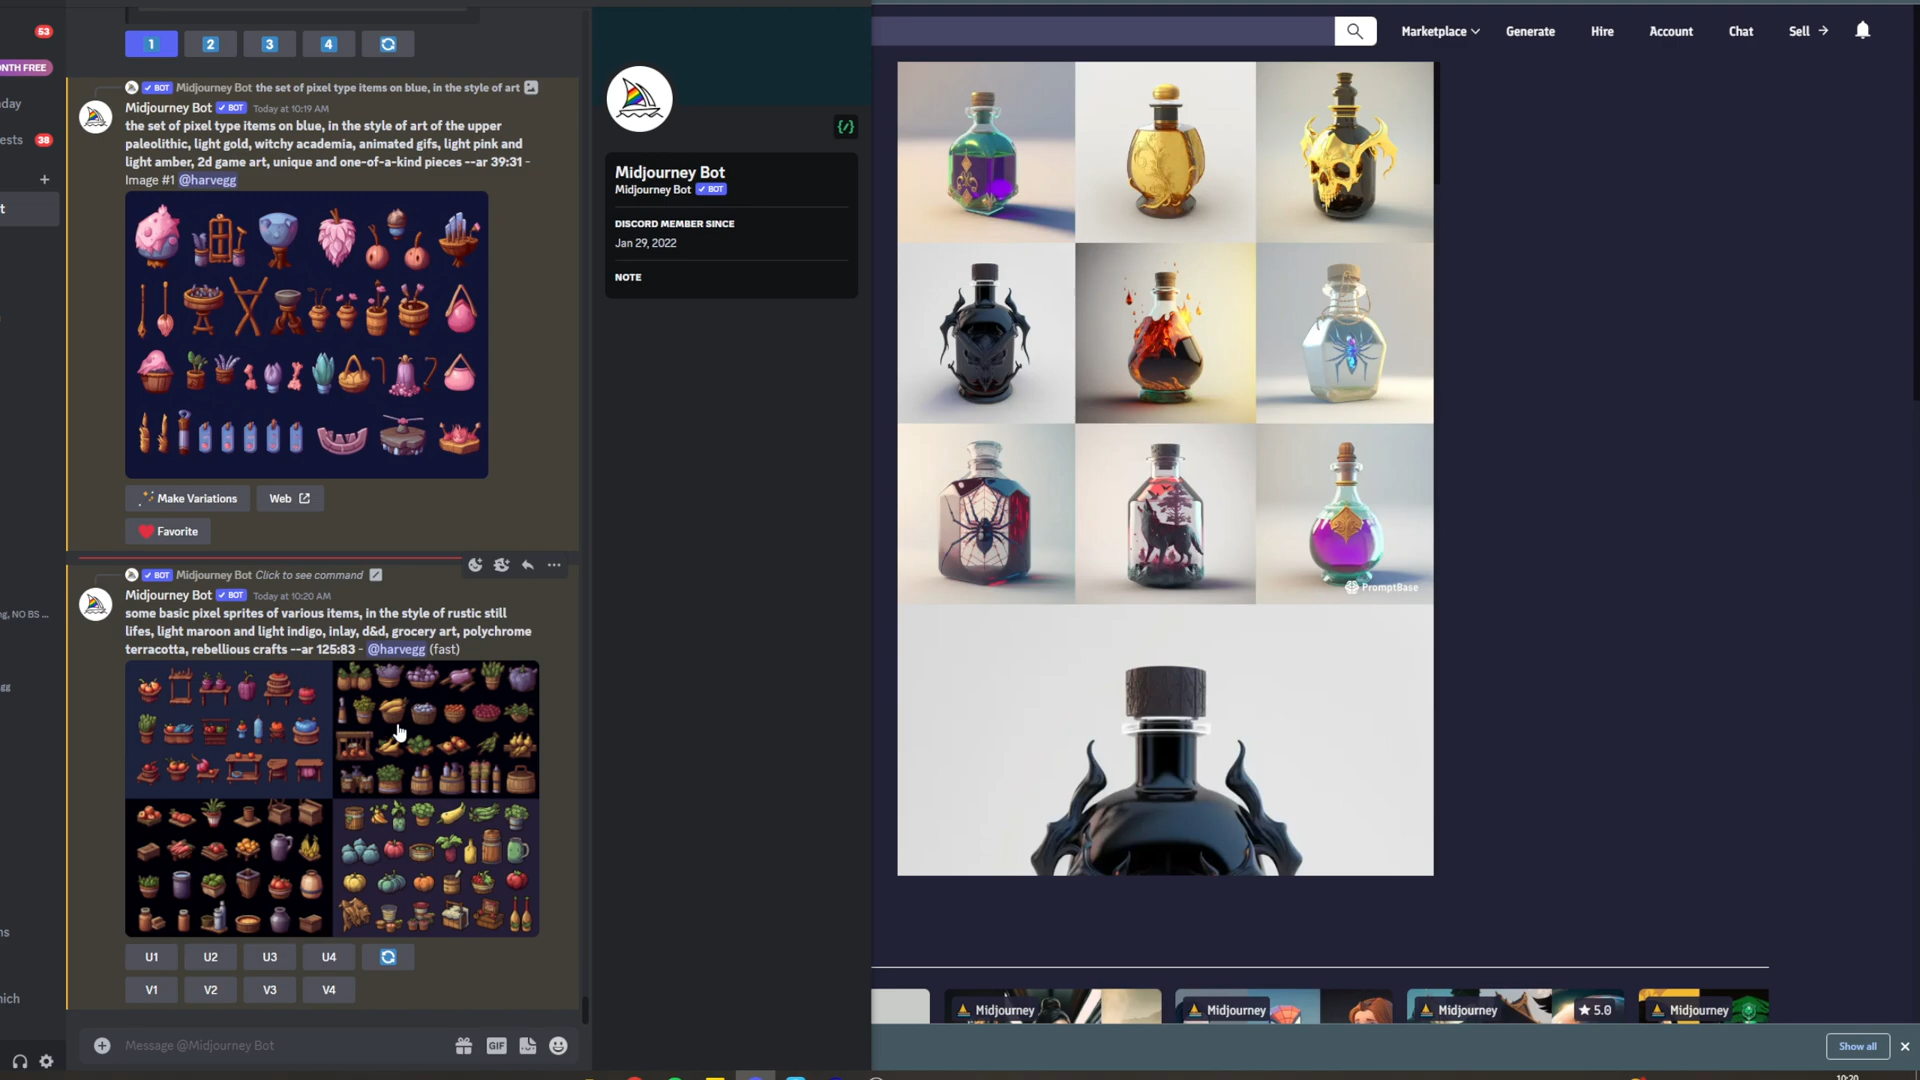 53
NTH FREE
day
ests 38
+
t
g, NO BS ...
gg
ns
nich
1 2 3 4
BOT Midjourney Bot the set of pixel type items on blue, in the style of art
Midjourney Bot BOT Today at 10:19 AM
the set of pixel type items on blue, in the style of art of the upper
paleolithic, light gold, witchy academia, animated gifs, light pink and
light amber, 2d game art, unique and one-of-a-kind pieces --ar 39:31 -
Image #1 @harvegg
Make Variations Web
Favorite
BOT Midjourney Bot Click to see command
Midjourney Bot BOT Today at 10:20 AM
some basic pixel sprites of various items, in the style of rustic still
lifes, light maroon and light indigo, inlay, d&d, grocery art, polychrome
terracotta, rebellious crafts --ar 125:83 - @harvegg (fast)
U1 U2 U3 U4
V1 V2 V3 V4
Message @Midjourney Bot
GIF
{/}
Midjourney Bot
Midjourney Bot BOT
DISCORD MEMBER SINCE
Jan 29, 2022
NOTE
Marketplace Generate Hire Account Chat Sell
PromptBase
Midjourney Midjourney Midjourney 5.0 Midjourney
Show all
10:20